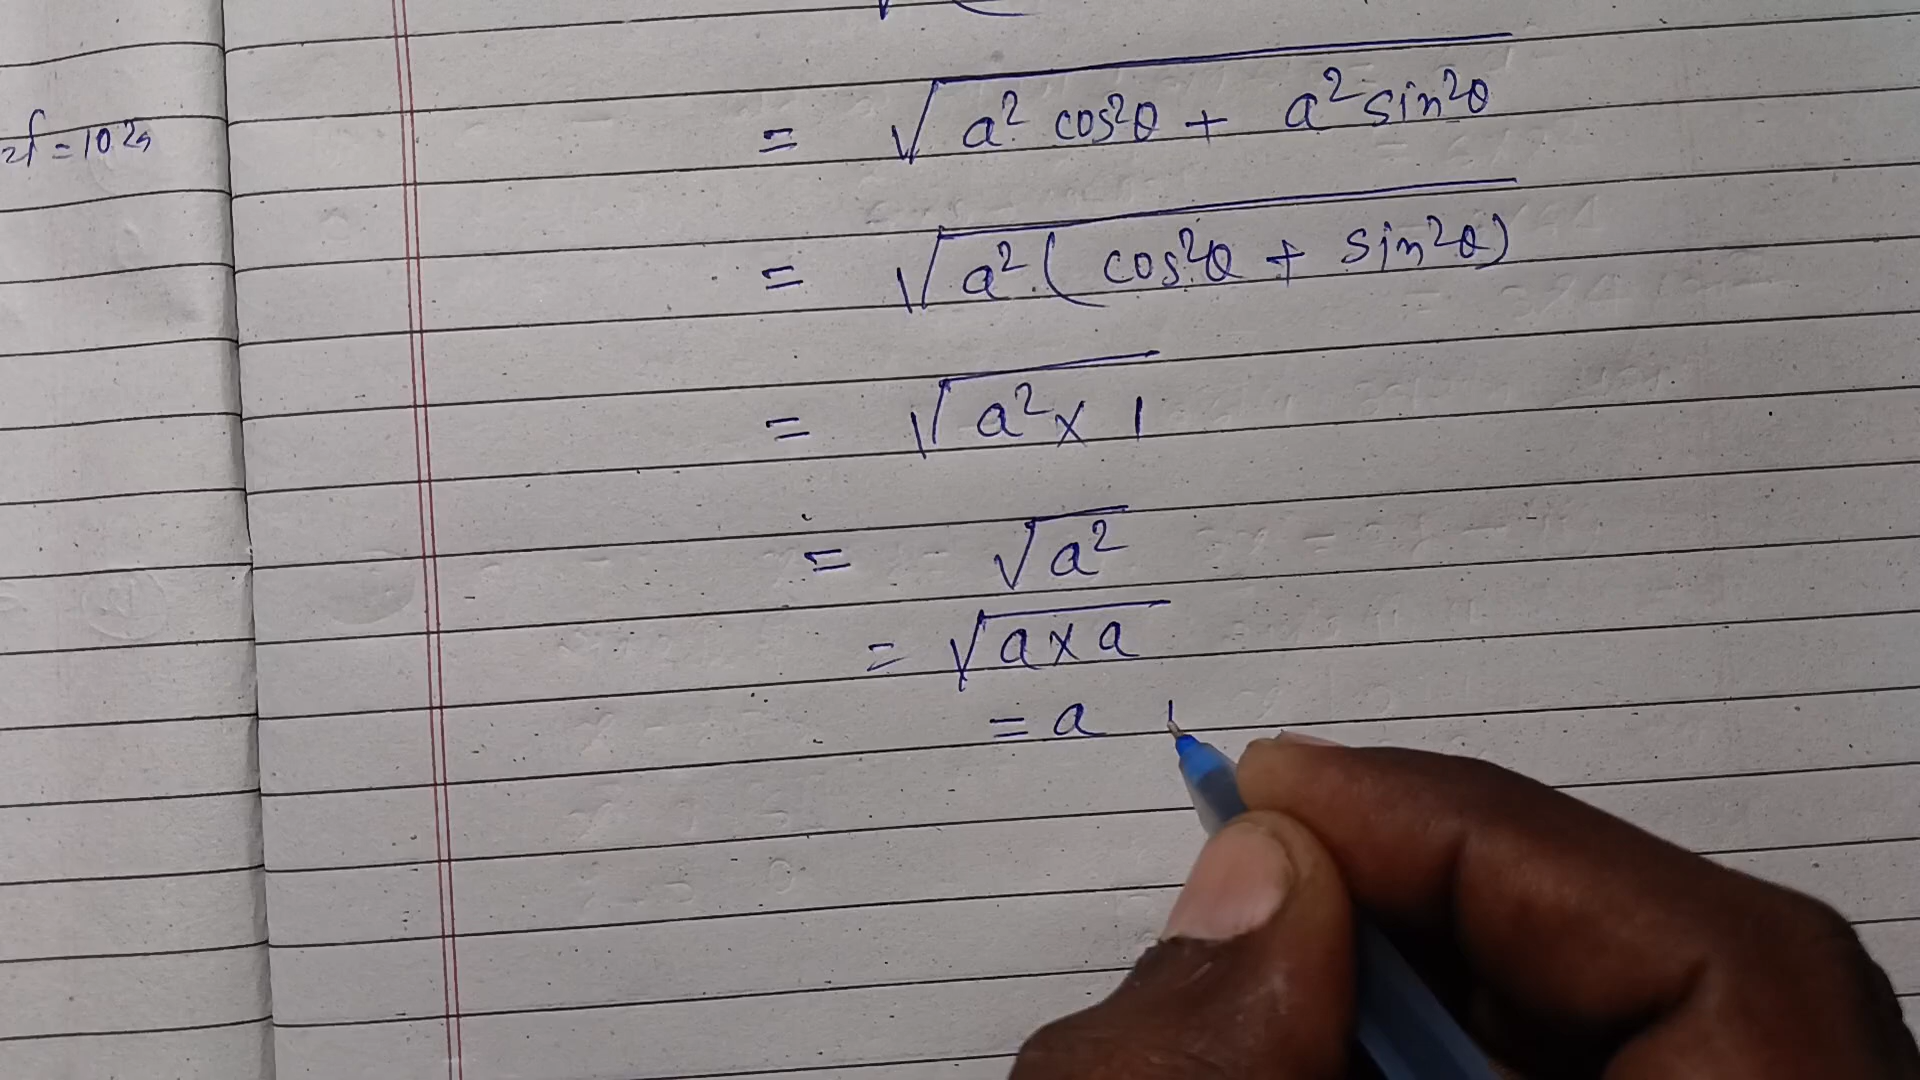 = √a² cos²θ + a² sin²θ
= √a² (cos²θ + sin²θ)
= √a² x 1
= √a²
= √a x a
= a